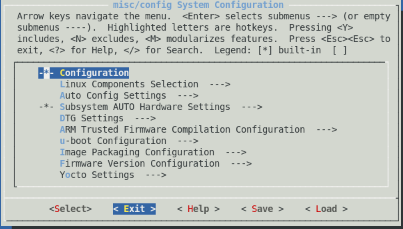 misc/config System Configuration
Arrow keys navigate the menu. <Enter> selects submenus ---> (or empty
submenus ----). Highlighted letters are hotkeys. Pressing <Y>
includes, <N> excludes, <M> modularizes features. Press <Esc><Esc> to
exit, <?> for Help, </> for Search. Legend: [*] built-in [ ]
-*- Configuration
Linux Components Selection --->
Auto Config Settings --->
-*- Subsystem AUTO Hardware Settings --->
DTG Settings --->
ARM Trusted Firmware Compilation Configuration --->
u-boot Configuration --->
Image Packaging Configuration --->
Firmware Version Configuration --->
Yocto Settings --->
<Select> < Exit > < Help > < Save > < Load >